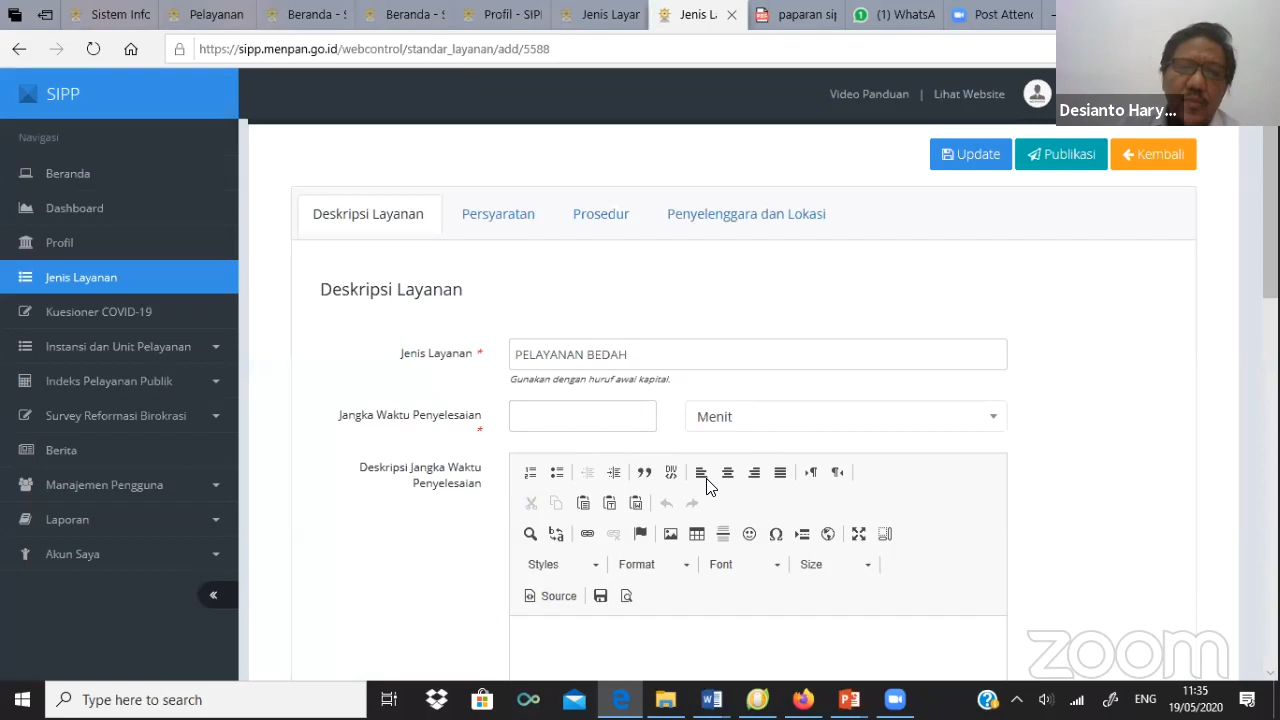 Sistem Info
Pelayanan
Beranda - SI
Beranda - S
Profil - SIPI
Jenis Layar
Jenis L
paparan sip
(1) WhatsA
Post Attend
https://sipp.menpan.go.id/webcontrol/standar_layanan/add/5588
Desianto Hary...
SIPP
Video Panduan | Lihat Website
Navigasi
Beranda
Dashboard
Profil
Jenis Layanan
Kuesioner COVID-19
Instansi dan Unit Pelayanan
Indeks Pelayanan Publik
Survey Reformasi Birokrasi
Berita
Manajemen Pengguna
Laporan
Akun Saya
Update
Publikasi
Kembali
Deskripsi Layanan
Persyaratan
Prosedur
Penyelenggara dan Lokasi
Deskripsi Layanan
Jenis Layanan *
PELAYANAN BEDAH
Gunakan dengan huruf awal kapital.
Jangka Waktu Penyelesaian
*
Menit
Deskripsi Jangka Waktu
Penyelesaian
Styles
Format
Font
Size
Source
zoom
Type here to search
ENG
11:35
19/05/2020